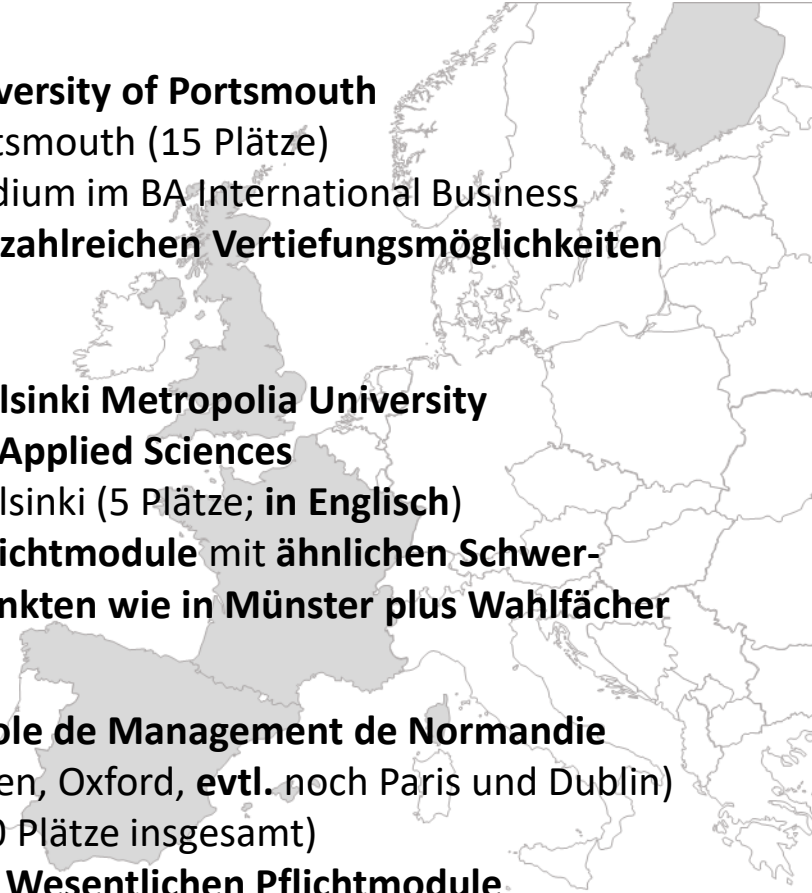 versity of Portsmouth
tsmouth (15 Plätze)
dium im BA International Business
zahlreichen Vertiefungsmöglichkeiten
lsinki Metropolia University
Applied Sciences
lsinki (5 Plätze; in Englisch)
lichtmodule mit ähnlichen Schwer-
nkten wie in Münster plus Wahlfächer
ole de Management de Normandie
en, Oxford, evtl. noch Paris und Dublin)
0 Plätze insgesamt)
Wesentlichen Pflichtmodule